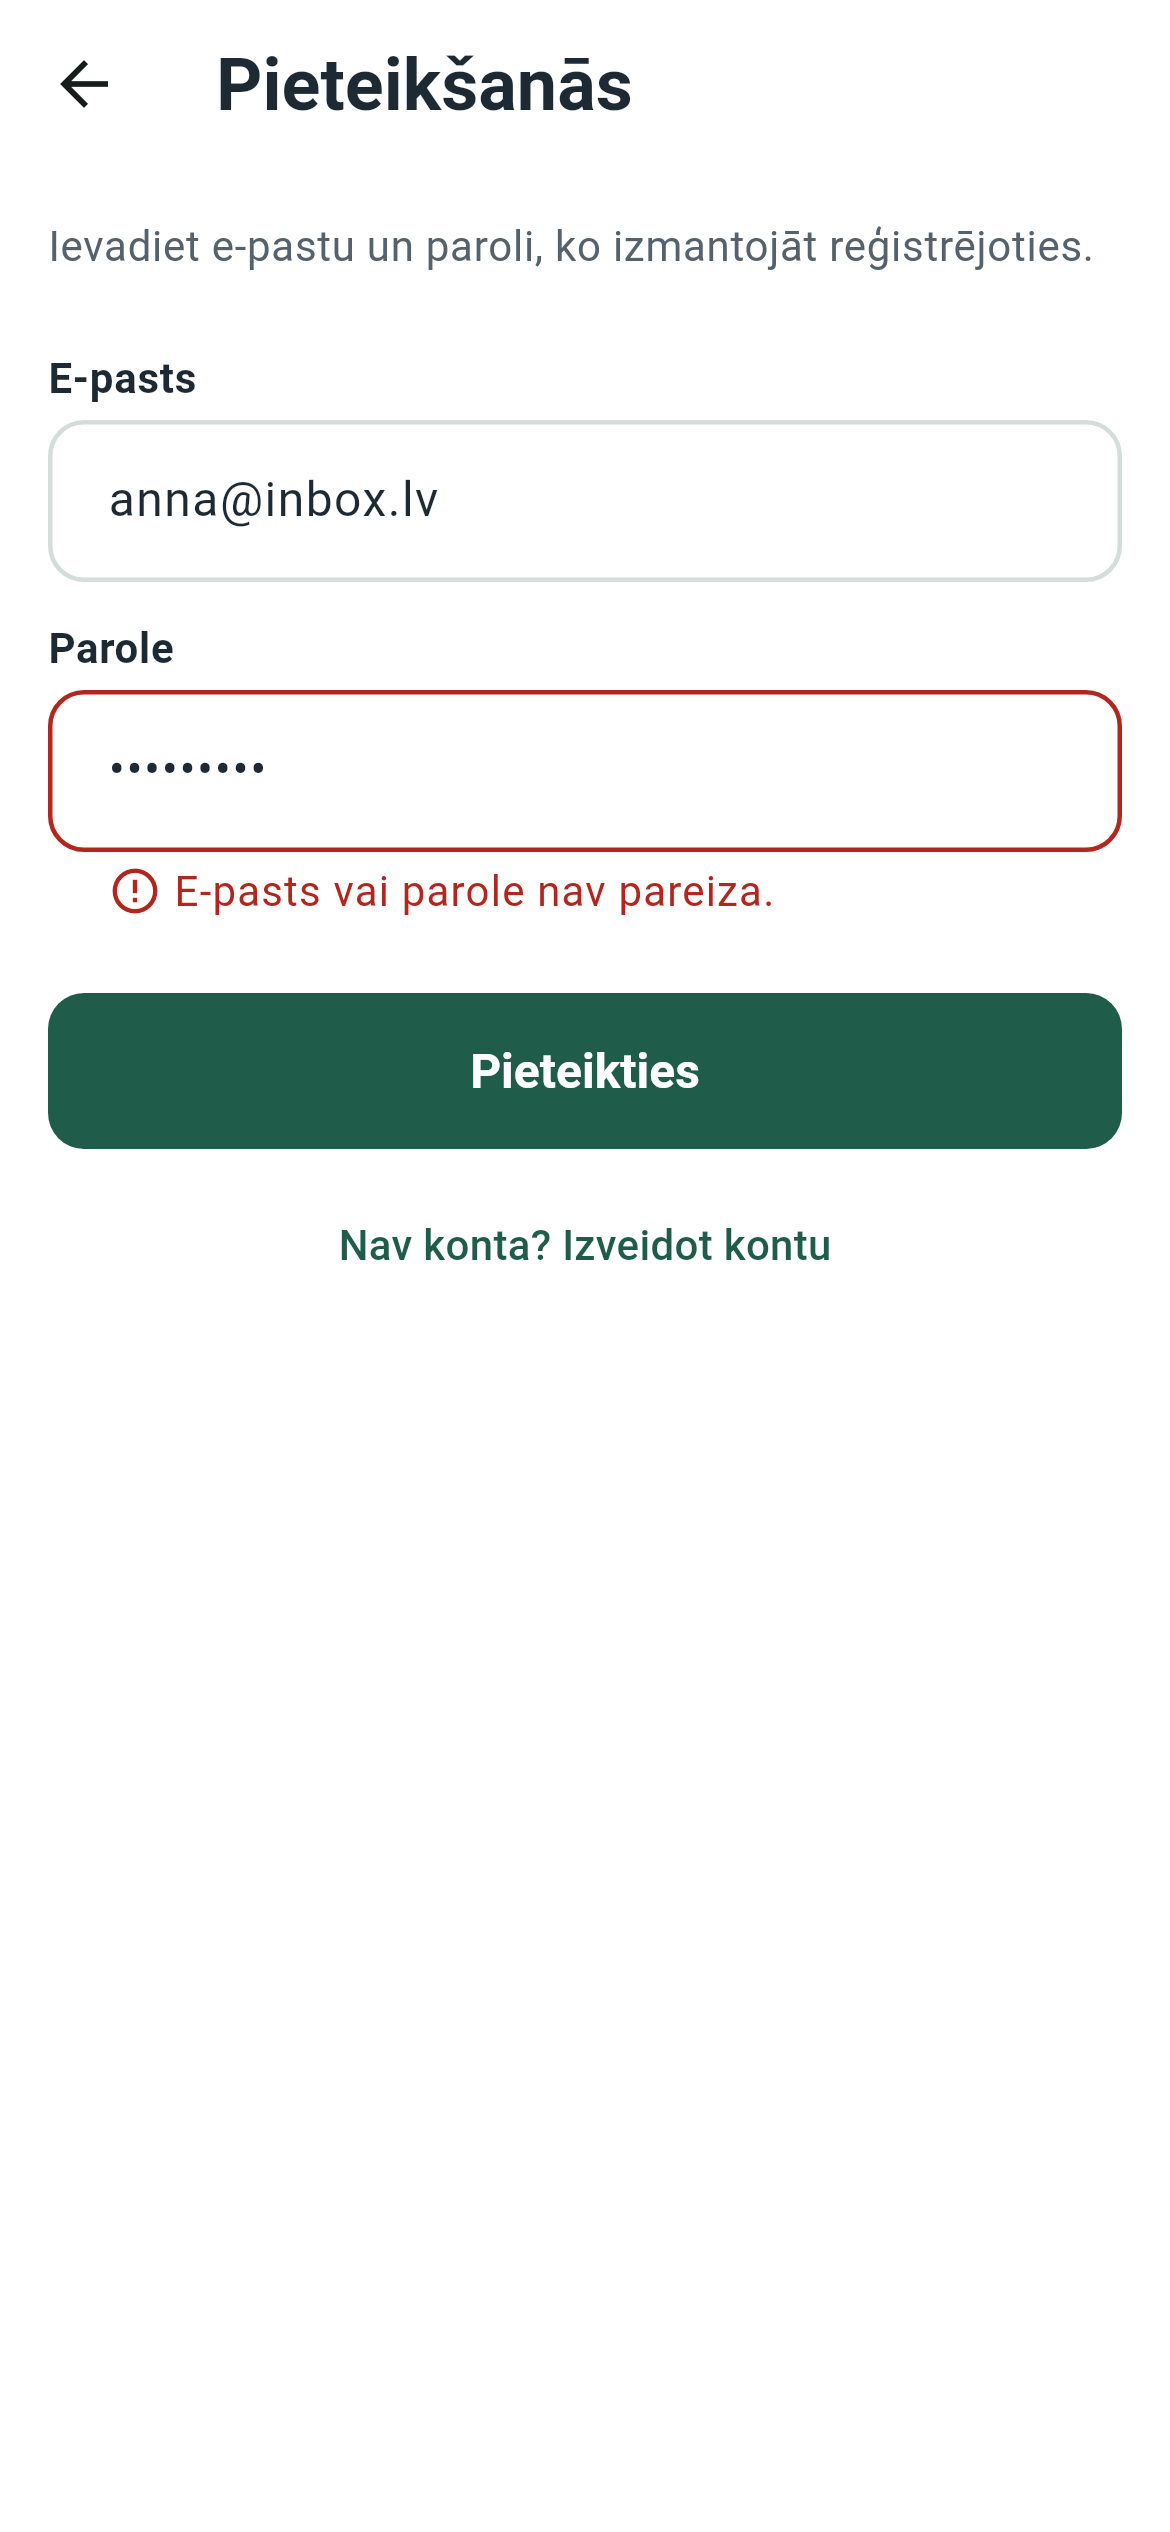 Pieteikšanās
Ievadiet e-pastu un paroli, ko izmantojāt reģistrējoties.
E-pasts
anna@inbox.lv
Parole
•••••••••
E-pasts vai parole nav pareiza.
Pieteikties
Nav konta? Izveidot kontu